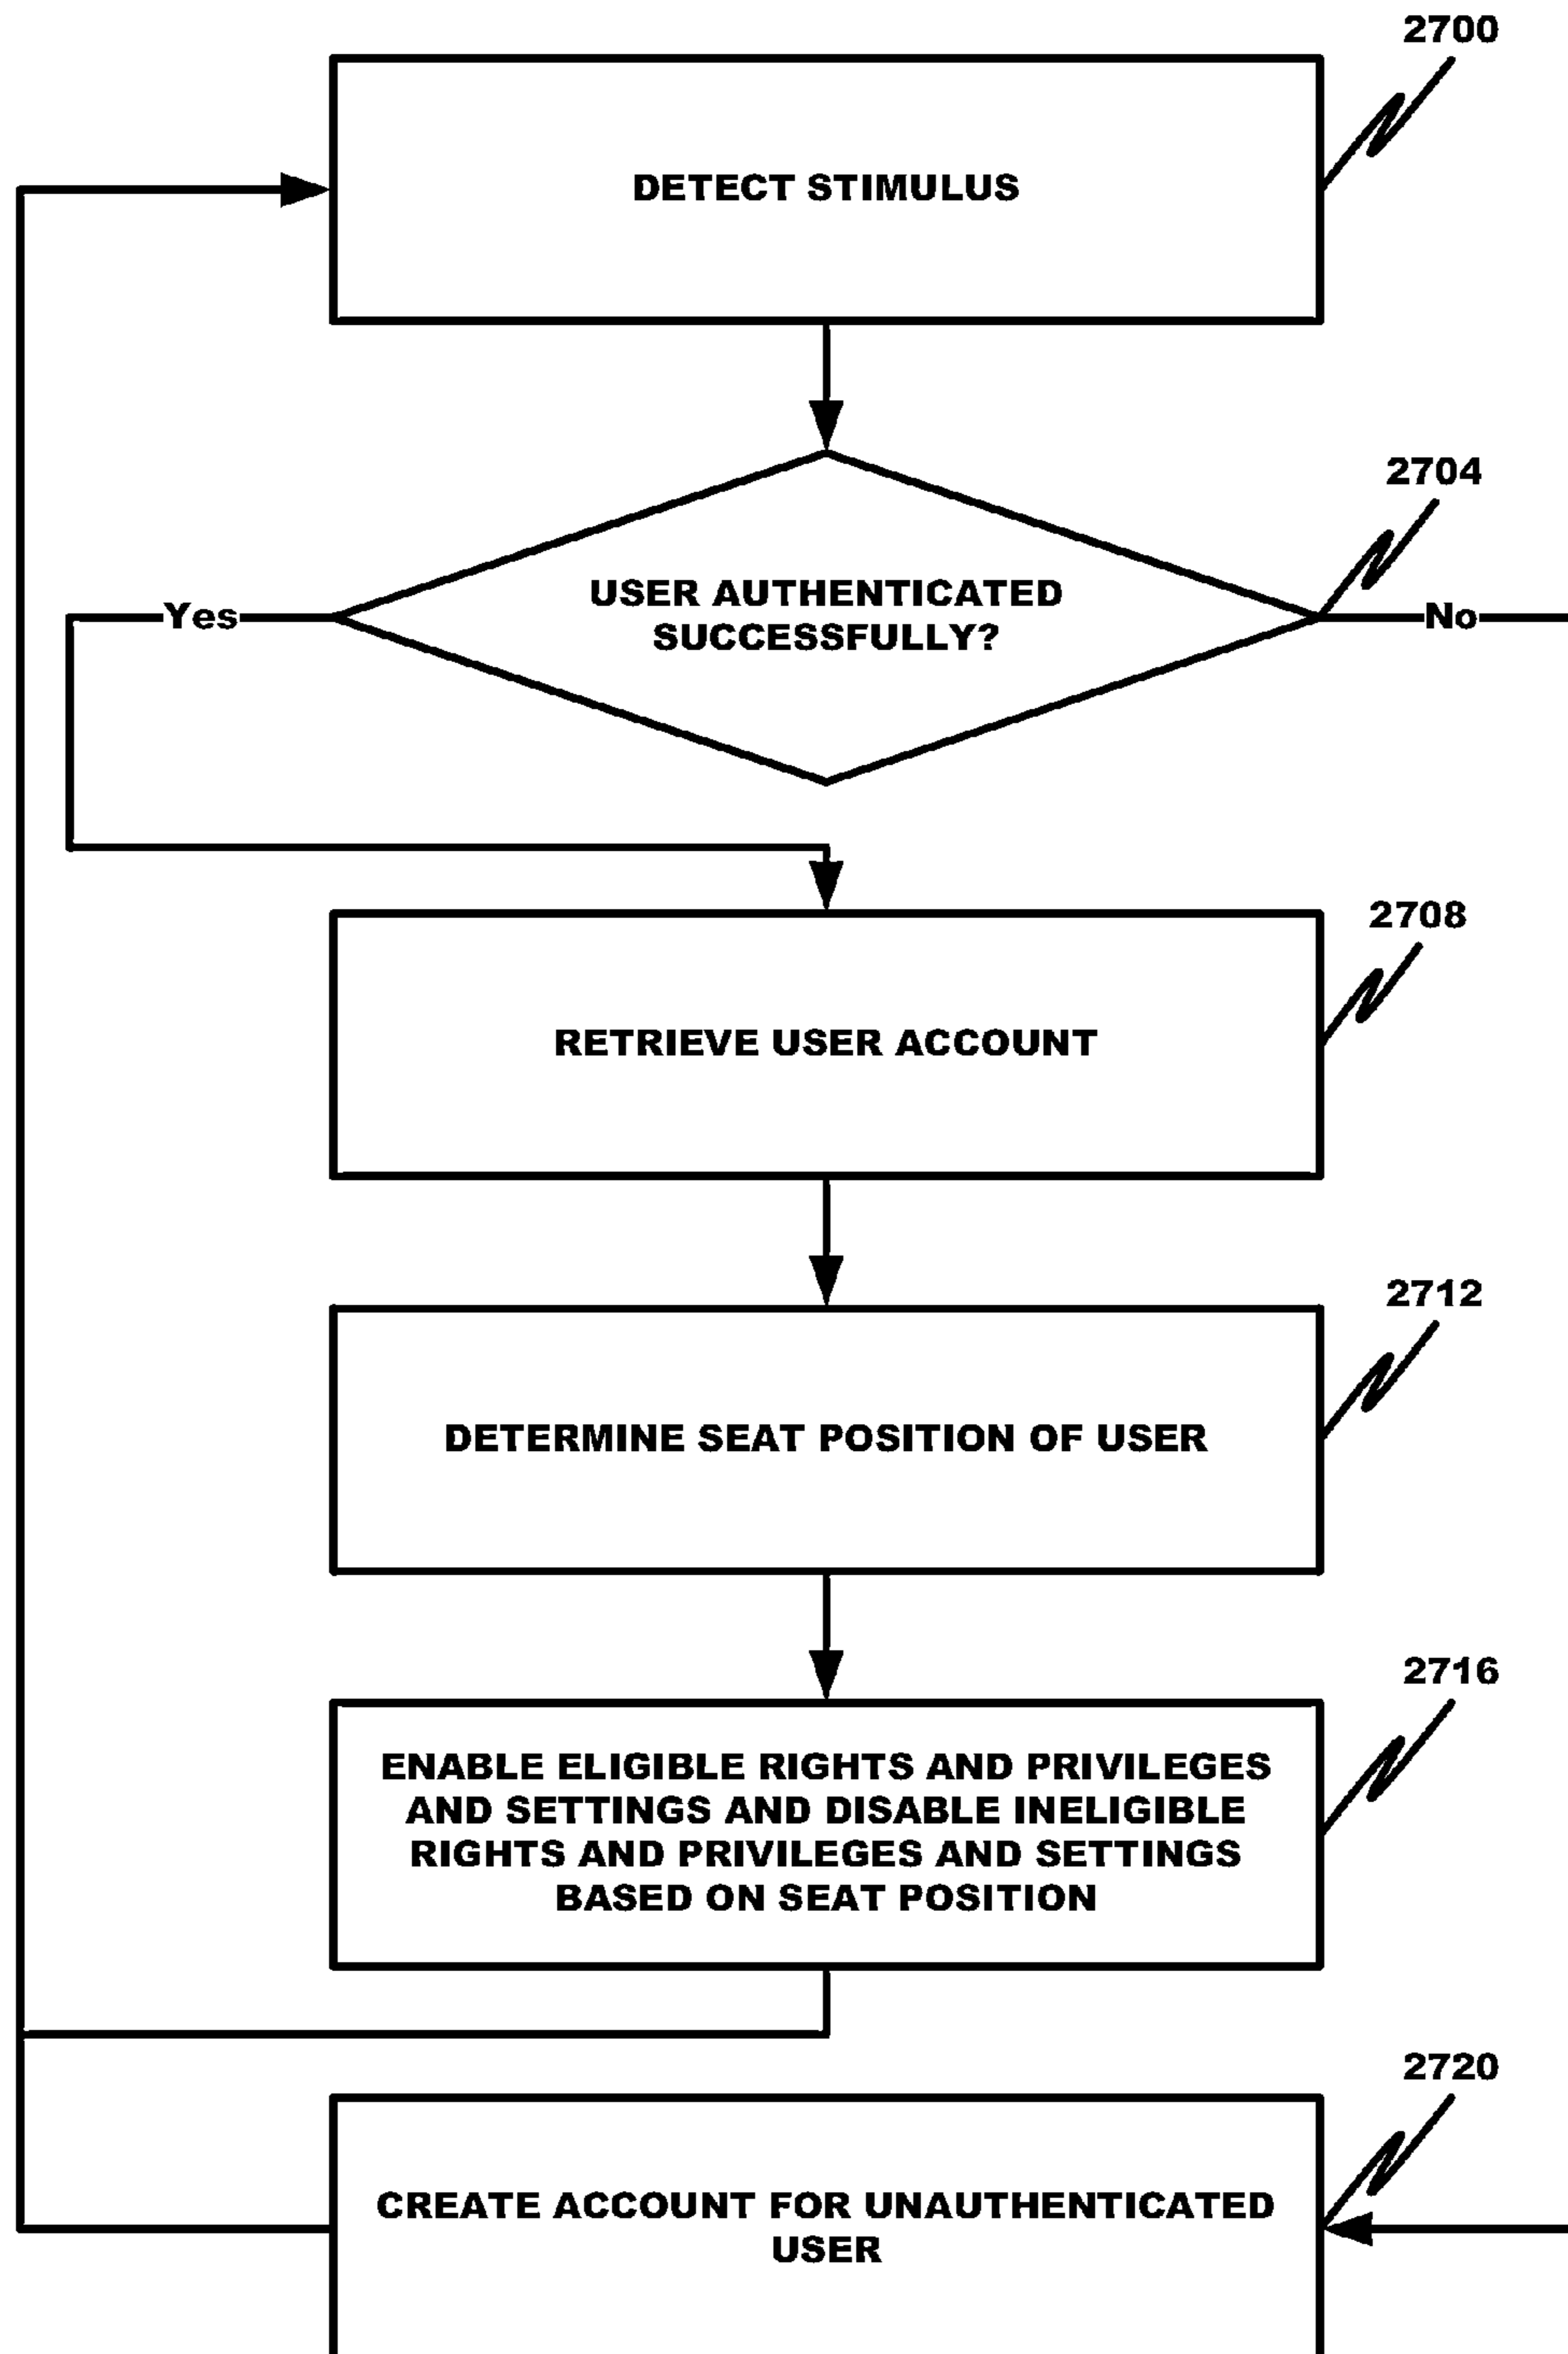 2700
DETECT STIMULUS
2704
USER AUTHENTICATED
SUCCESSFULLY?
Yes
No
2708
RETRIEVE USER ACCOUNT
2712
DETERMINE SEAT POSITION OF USER
2716
ENABLE ELIGIBLE RIGHTS AND PRIVILEGES
AND SETTINGS AND DISABLE INELIGIBLE
RIGHTS AND PRIVILEGES AND SETTINGS
BASED ON SEAT POSITION
2720
CREATE ACCOUNT FOR UNAUTHENTICATED
USER